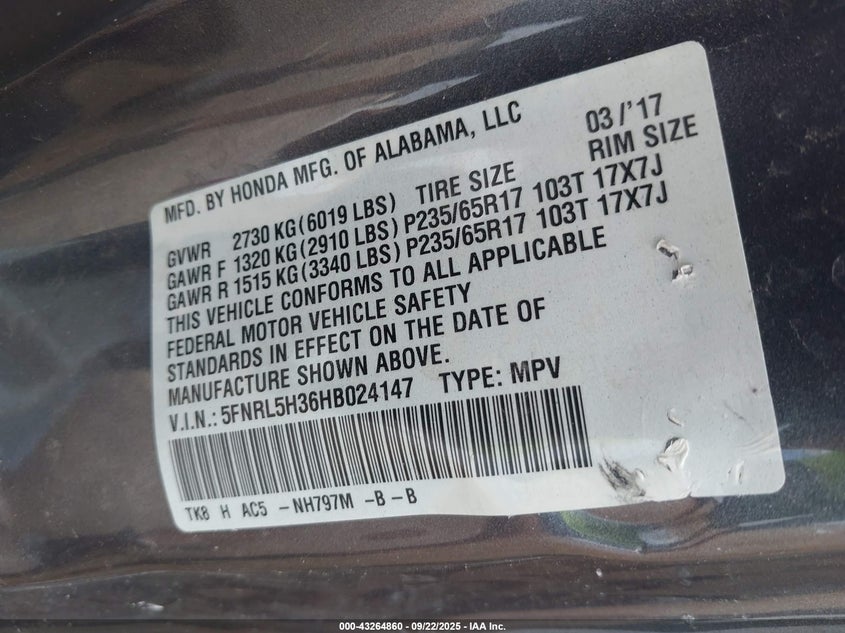 MFD. BY HONDA MFG. OF ALABAMA, LLC 03/'17
GVWR 2730 KG(6019 LBS) TIRE SIZE RIM SIZE
GAWR F 1320 KG(2910 LBS) P235/65R17 103T 17X7J
GAWR R 1515 KG(3340 LBS) P235/65R17 103T 17X7J
THIS VEHICLE CONFORMS TO ALL APPLICABLE
FEDERAL MOTOR VEHICLE SAFETY
STANDARDS IN EFFECT ON THE DATE OF
MANUFACTURE SHOWN ABOVE.
V.I.N.: 5FNRL5H36HB024147 TYPE: MPV
TK8 H AC5 -NH797M -B-B
000-43264860 - 09/22/2025 - IAA Inc.